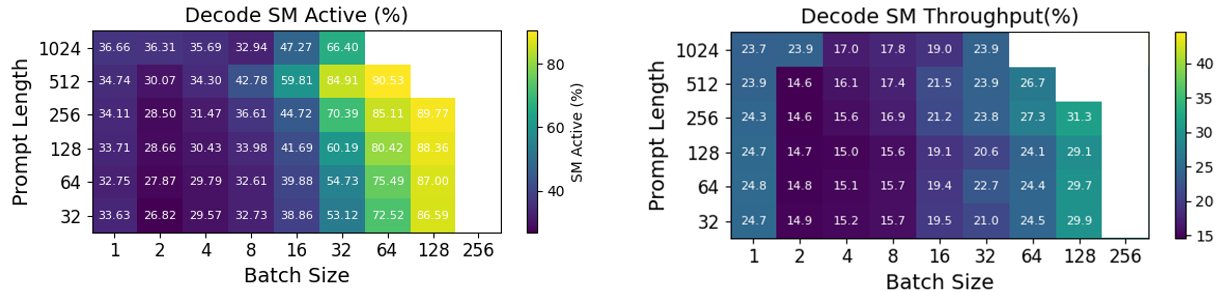 Decode SM Active (%)
Prompt Length
1024 36.66 36.31 35.69 32.94 47.27 66.40
512 34.74 30.07 34.30 42.78 59.81 84.91 90.53
256 34.11 28.50 31.47 36.61 44.72 70.39 85.11 89.77
128 33.71 28.66 30.43 33.98 41.69 60.19 80.42 88.36
64 32.75 27.87 29.79 32.61 39.88 54.73 75.49 87.00
32 33.63 26.82 29.57 32.73 38.86 53.12 72.52 86.59
1 2 4 8 16 32 64 128 256
Batch Size
80
60
40
SM Active (%)
Decode SM Throughput(%)
Prompt Length
1024 23.7 23.9 17.0 17.8 19.0 23.9
512 23.9 14.6 16.1 17.4 21.5 23.9 26.7
256 24.3 14.6 15.6 16.9 21.2 23.8 27.3 31.3
128 24.7 14.7 15.0 15.6 19.1 20.6 24.1 29.1
64 24.8 14.8 15.1 15.7 19.4 22.7 24.4 29.7
32 24.7 14.9 15.2 15.7 19.5 21.0 24.5 29.9
1 2 4 8 16 32 64 128 256
Batch Size
40
35
30
25
20
15